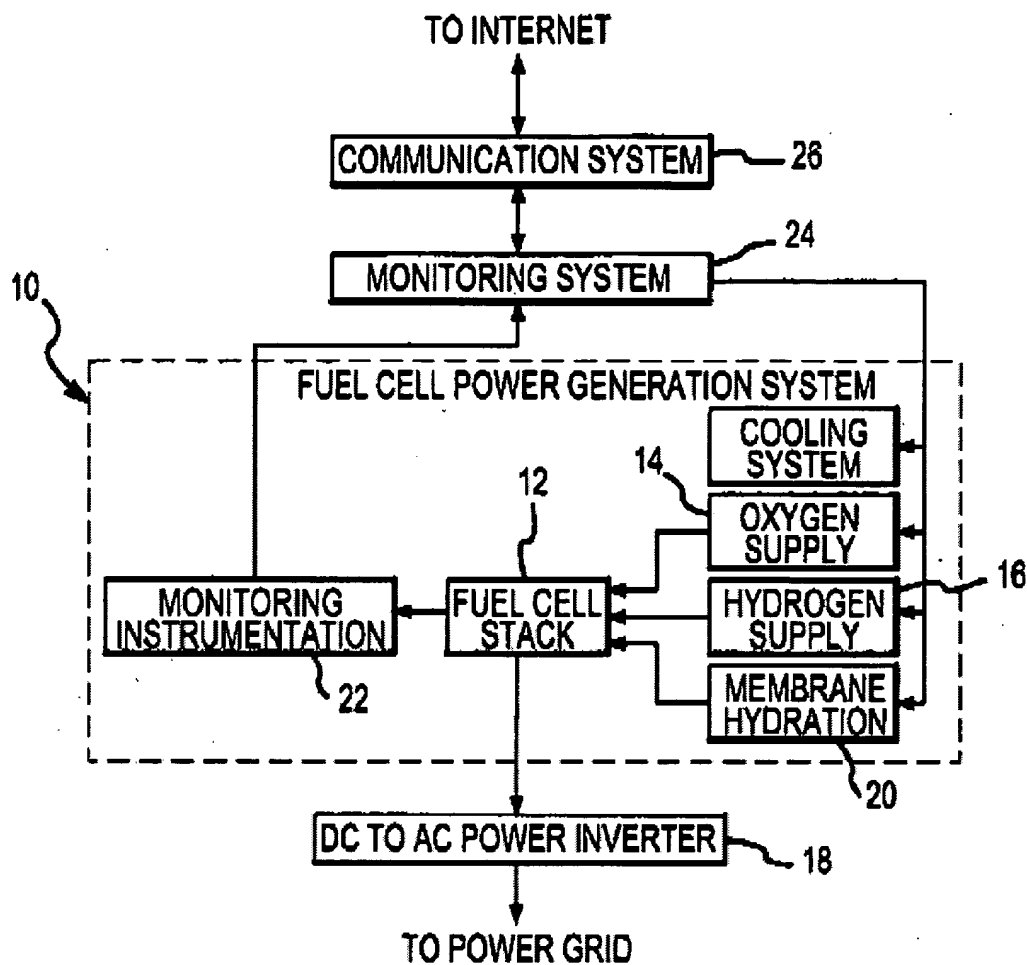 TO INTERNET
COMMUNICATION SYSTEM
26
MONITORING SYSTEM
24
10
FUEL CELL POWER GENERATION SYSTEM
COOLING
SYSTEM
14
OXYGEN
SUPPLY
12
16
MONITORING
INSTRUMENTATION
22
FUEL CELL
STACK
HYDROGEN
SUPPLY
MEMBRANE
HYDRATION
20
DC TO AC POWER INVERTER
18
TO POWER GRID